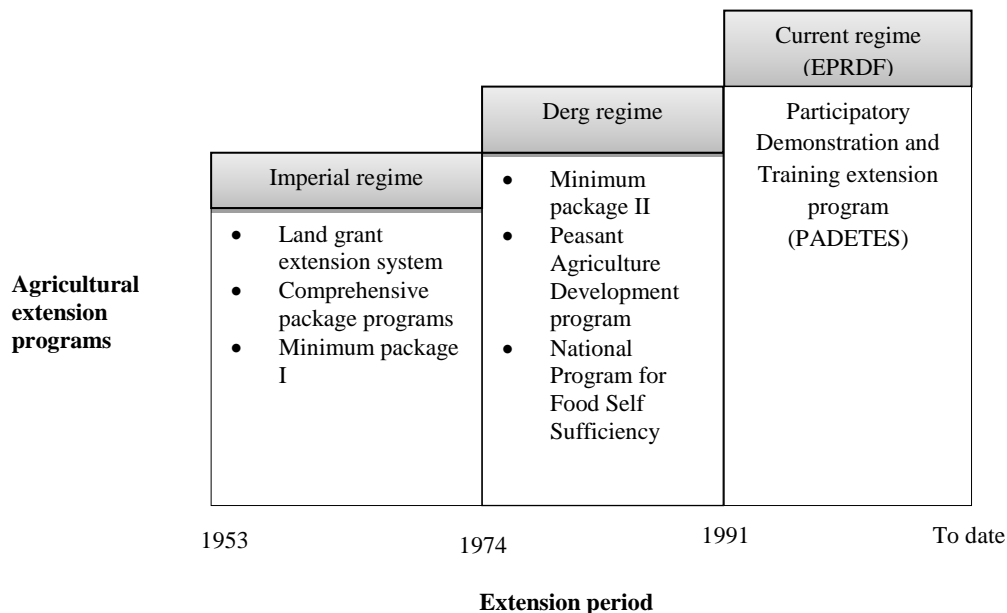 Current regime
(EPRDF)
Derg regime
Imperial regime
Participatory
Demonstration and
Training extension
program
(PADETES)
• Minimum
package II
• Peasant
Agriculture
Development
program
• National
Program for
Food Self
Sufficiency
• Land grant
extension system
• Comprehensive
package programs
• Minimum package
I
Agricultural
extension
programs
1953
1974
1991
To date
Extension period